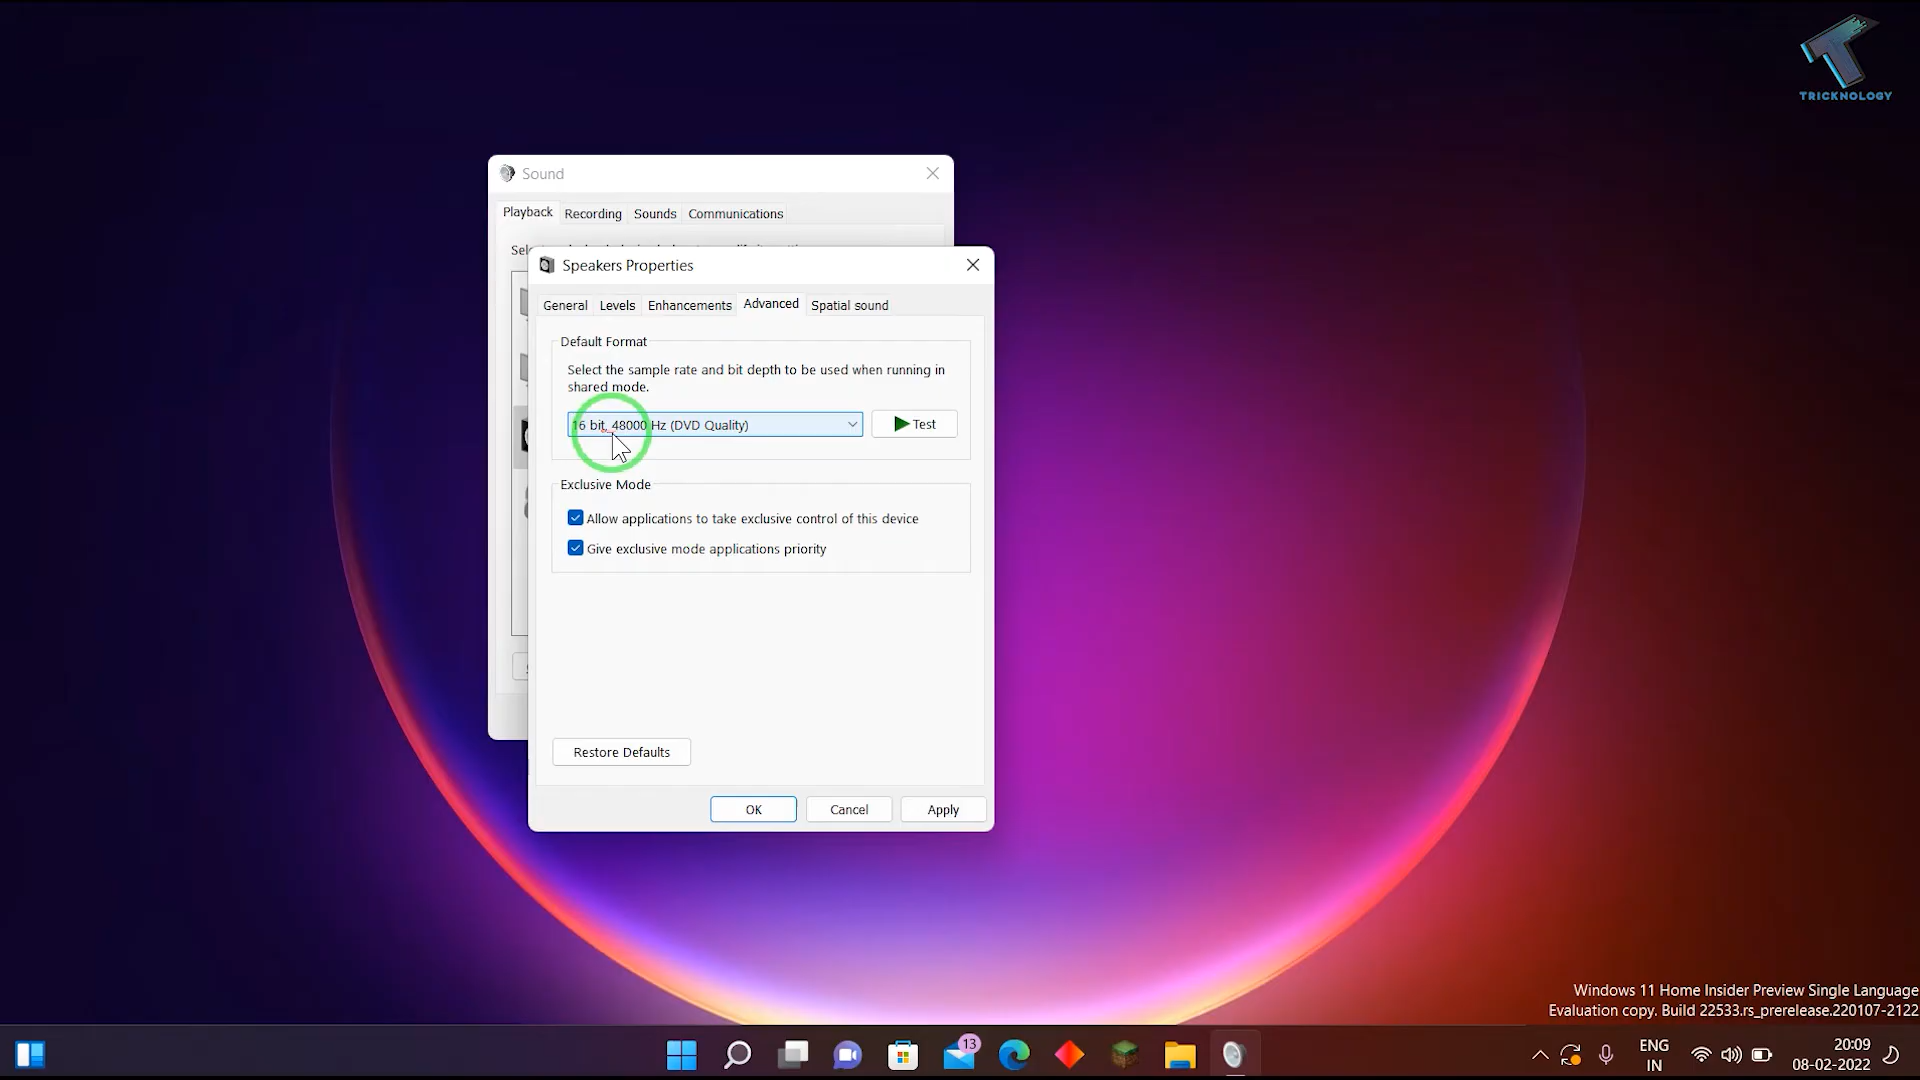 TRICKNOLOGY
Sound
Playback Recording Sounds Communications
Speakers Properties
General Levels Enhancements Advanced Spatial sound
Default Format
Select the sample rate and bit depth to be used when running in
shared mode.
16 bit, 48000 Hz (DVD Quality)
Test
Exclusive Mode
Allow applications to take exclusive control of this device
Give exclusive mode applications priority
Restore Defaults
OK Cancel Apply
Windows 11 Home Insider Preview Single Language
Evaluation copy. Build 22533.rs_prerelease.220107-2122
13
ENG
IN
20:09
08-02-2022